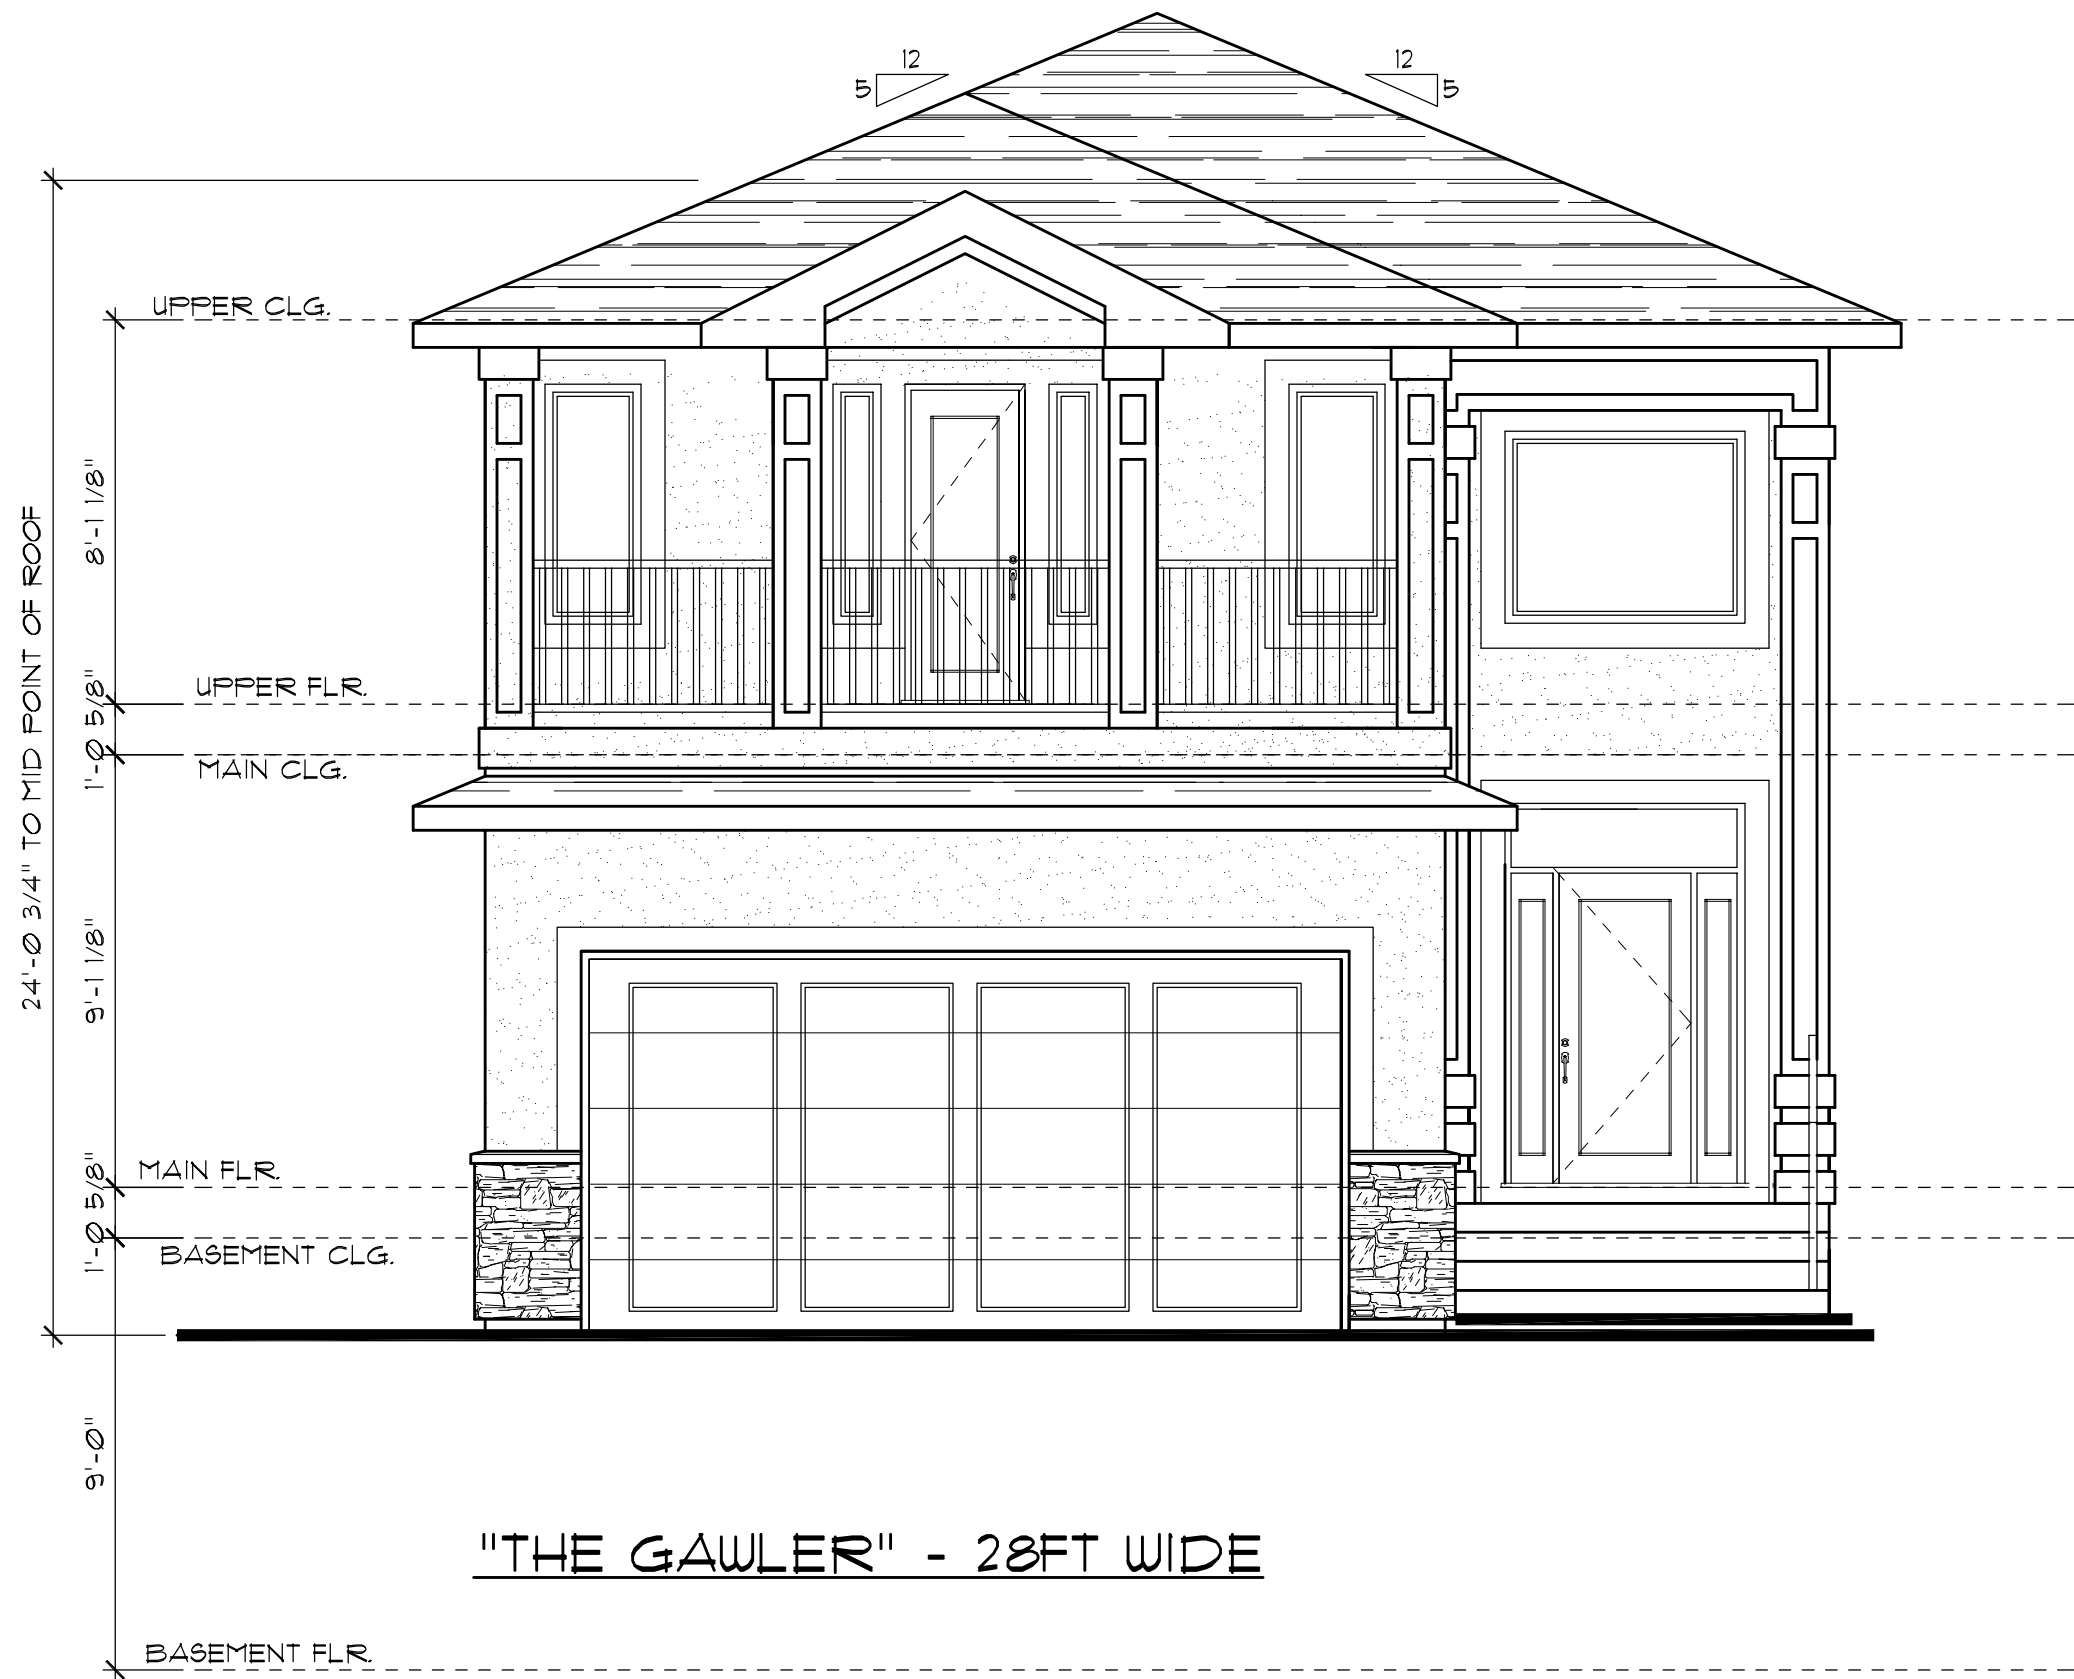 12
12
5
5
UPPER CLG.
8'-1 1/8"
24'-0 3/4" TO MID POINT OF ROOF
UPPER FLR.
1'-0 5/8"
MAIN CLG.
9'-1 1/8"
MAIN FLR.
1'-0 5/8"
BASEMENT CLG.
9'-0"
"THE GAWLER" - 28FT WIDE
BASEMENT FLR.